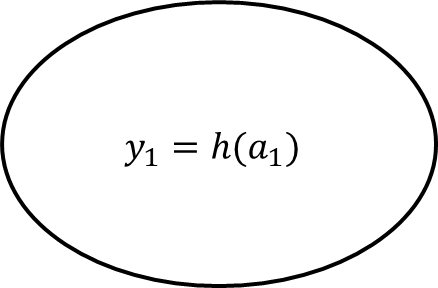 y₁ = h(a₁)